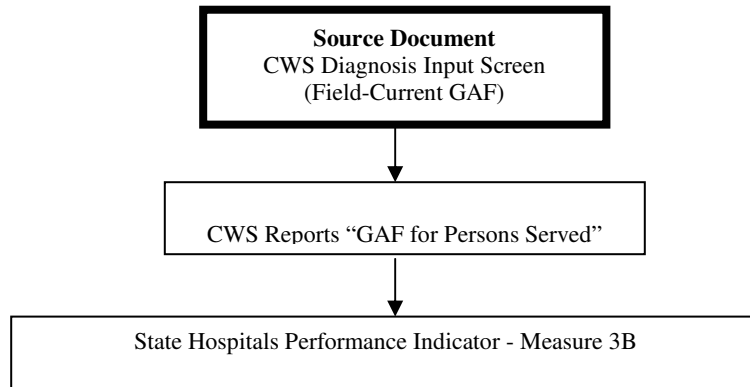 Source Document
CWS Diagnosis Input Screen
(Field-Current GAF)
CWS Reports “GAF for Persons Served”
State Hospitals Performance Indicator - Measure 3B